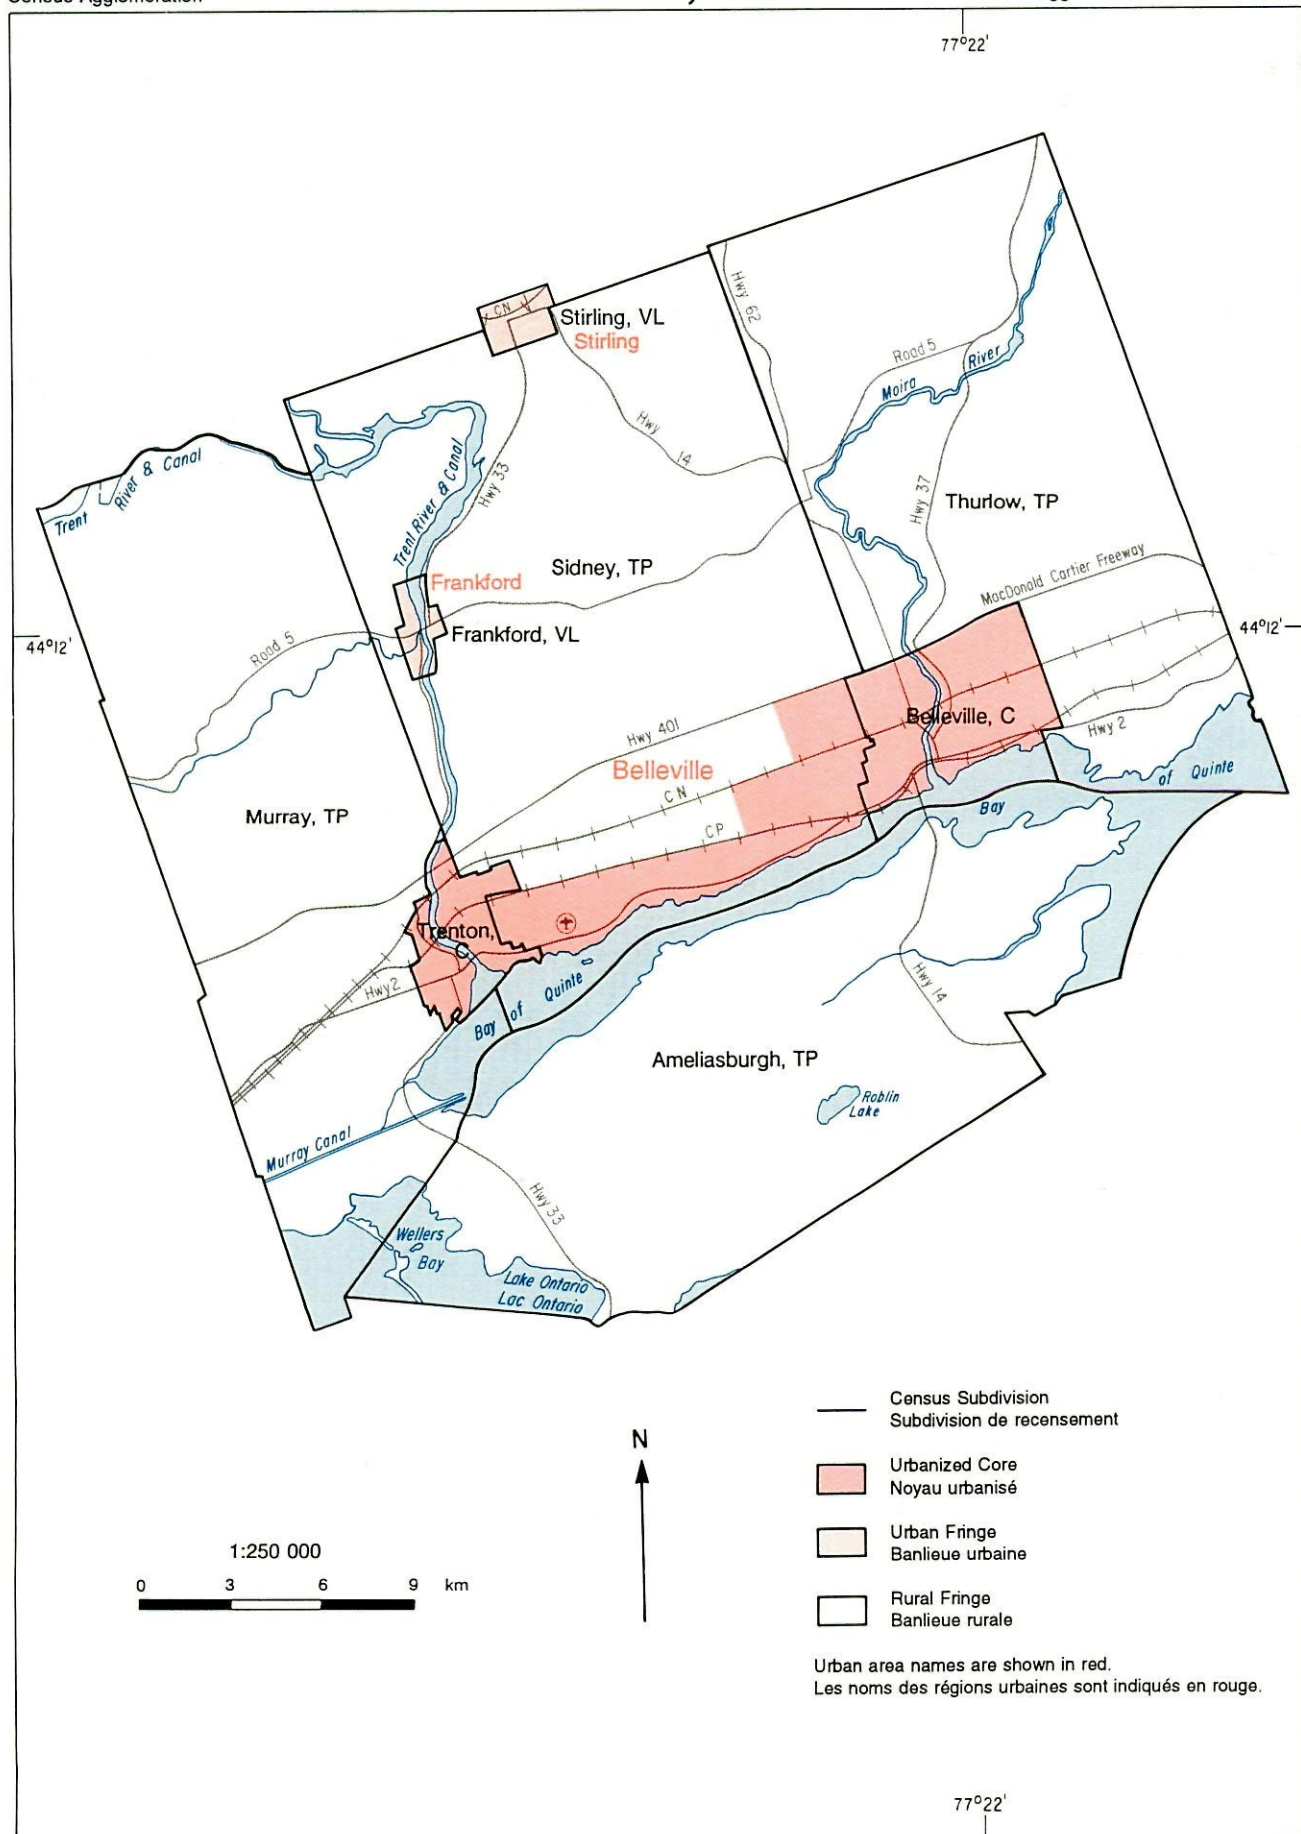 Census Agglomeration
77°22'
Hwy 62
CN
Stirling, VL
Stirling
Road 5
Moira River
Hwy 14
Trent River & Canal
Trent River & Canal
Hwy 33
Hwy 37
Thurlow, TP
Sidney, TP
MacDonald Cartier Freeway
Frankford
Frankford, VL
44°12'
44°12'
Road 5
Belleville, C
Hwy 2
Hwy 401
Belleville
CN
of Quinte
Bay
Murray, TP
CP
Trenton,
C
Hwy 2
Bay of Quinte
Hwy 14
Ameliasburgh, TP
Roblin
Lake
Murray Canal
Hwy 33
Wellers
Bay
Lake Ontario
Lac Ontario
Census Subdivision
Subdivision de recensement
N
Urbanized Core
Noyau urbanisé
Urban Fringe
Banlieue urbaine
1:250 000
0 3 6 9 km
Rural Fringe
Banlieue rurale
Urban area names are shown in red.
Les noms des régions urbaines sont indiqués en rouge.
77°22'